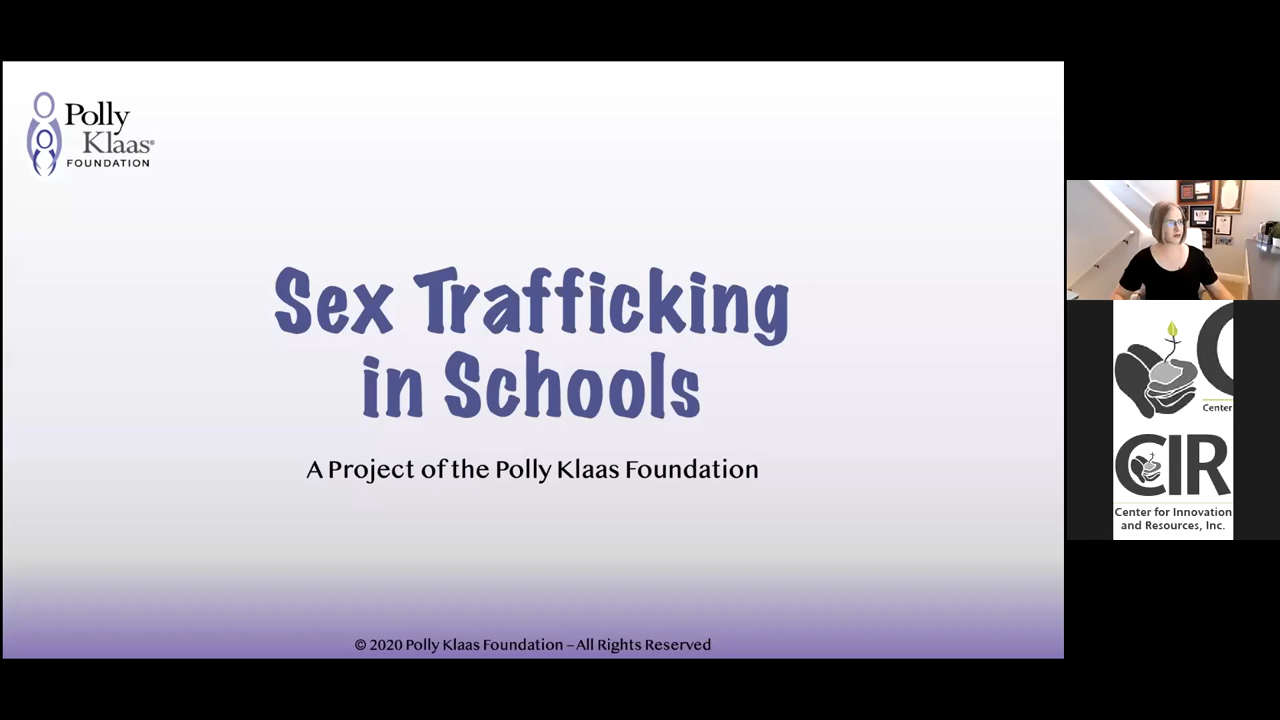 Polly
Klaas®
FOUNDATION
Sex Trafficking
in Schools
A Project of the Polly Klaas Foundation
© 2020 Polly Klaas Foundation – All Rights Reserved
C
Center
CIR
Center for Innovation
and Resources, Inc.